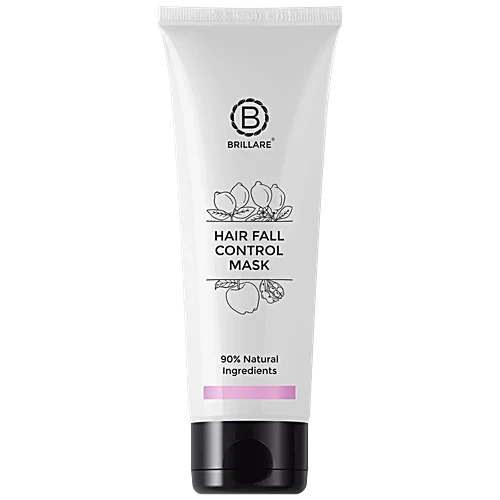 B
BRILLARE®
HAIR FALL
CONTROL
MASK
90% Natural
Ingredients